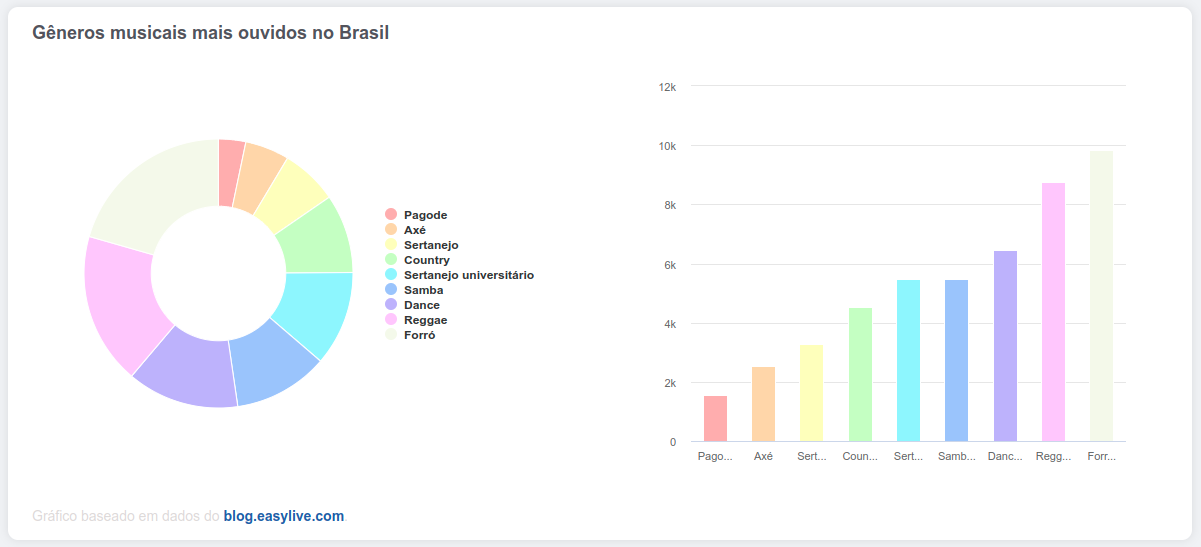 Gêneros musicais mais ouvidos no Brasil
Pagode
Axé
Sertanejo
Country
Sertanejo universitário
Samba
Dance
Reggae
Forró
12k
10k
8k
6k
4k
2k
0
Pago... Axé Sert... Coun... Sert... Samb... Danc... Regg... Forr...
Gráfico baseado em dados do blog.easylive.com